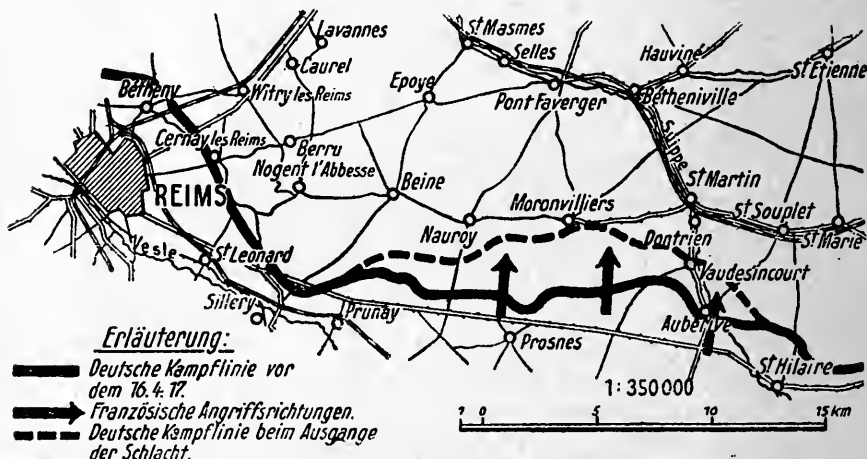 Lavannes
St Masmes
Selles
Hauviné
St Etienne
Caurel
Bétheny
Witry les Reims
Epoye
Pont Faverger
Bétheniville
Cernay les Reims
Berru
Suippe
Nogent l'Abbesse
REIMS
Beine
St Martin
Moronvilliers
St Souplet
Nauroy
St Marie
Vesle
St Leonard
Dontrien
Vaudesincourt
Sillery
Prunay
Auberive
Prosnes
St Hilaire
Erläuterung:
Deutsche Kampflinie vor
dem 16.4.17.
Französische Angriffsrichtungen.
Deutsche Kampflinie beim Ausgange
der Schlacht.
1:350000
1 0 5 10 15 km